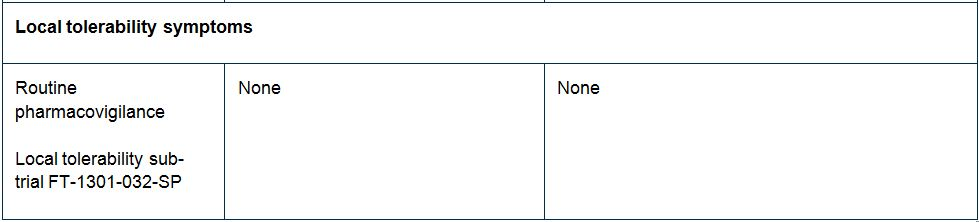 Local tolerability symptoms
Routine
pharmacovigilance
Local tolerability sub-
trial FT-1301-032-SP
None
None